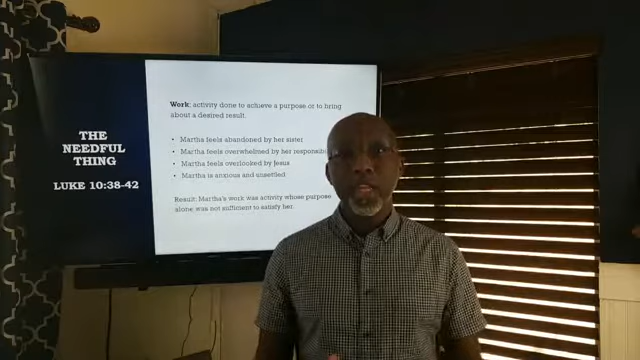 THE
NEEDFUL
THING
LUKE 10:38-42
Work: activity done to achieve a purpose or to bring
about a desired result.
• Martha feels abandoned by her sister
• Martha feels overwhelmed by her responsibi
• Martha feels overlooked by Jesus
• Martha is anxious and unsettled
Result: Martha's work was activity whose purpose
alone was not sufficient to satisfy her.